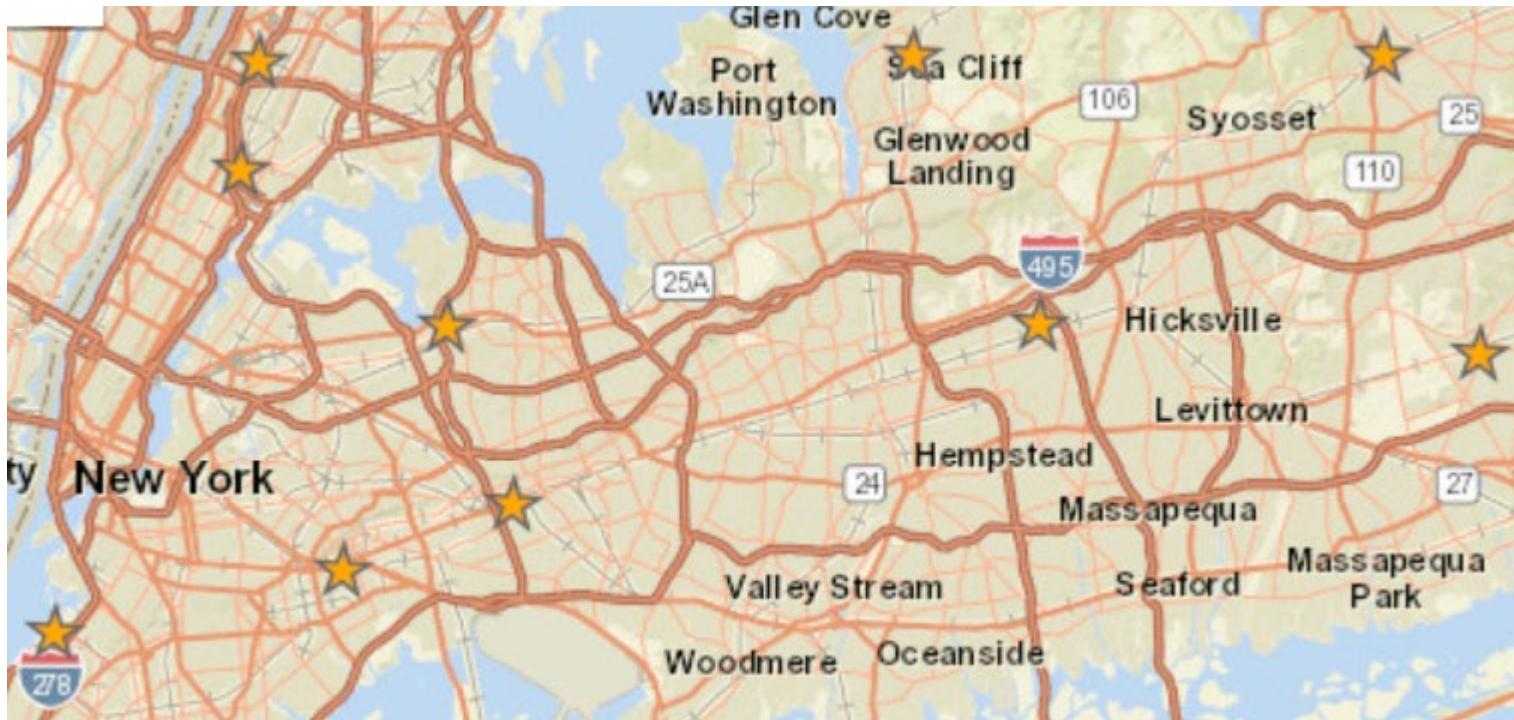 Glen Cove
Port
Washington
Sea Cliff
106
Syosset
25
Glenwood
Landing
110
495
25A
Hicksville
Levittown
ty
New York
Hempstead
24
27
Massapequa
Massapequa
Park
Valley Stream
Seaford
Woodmere
Oceanside
278